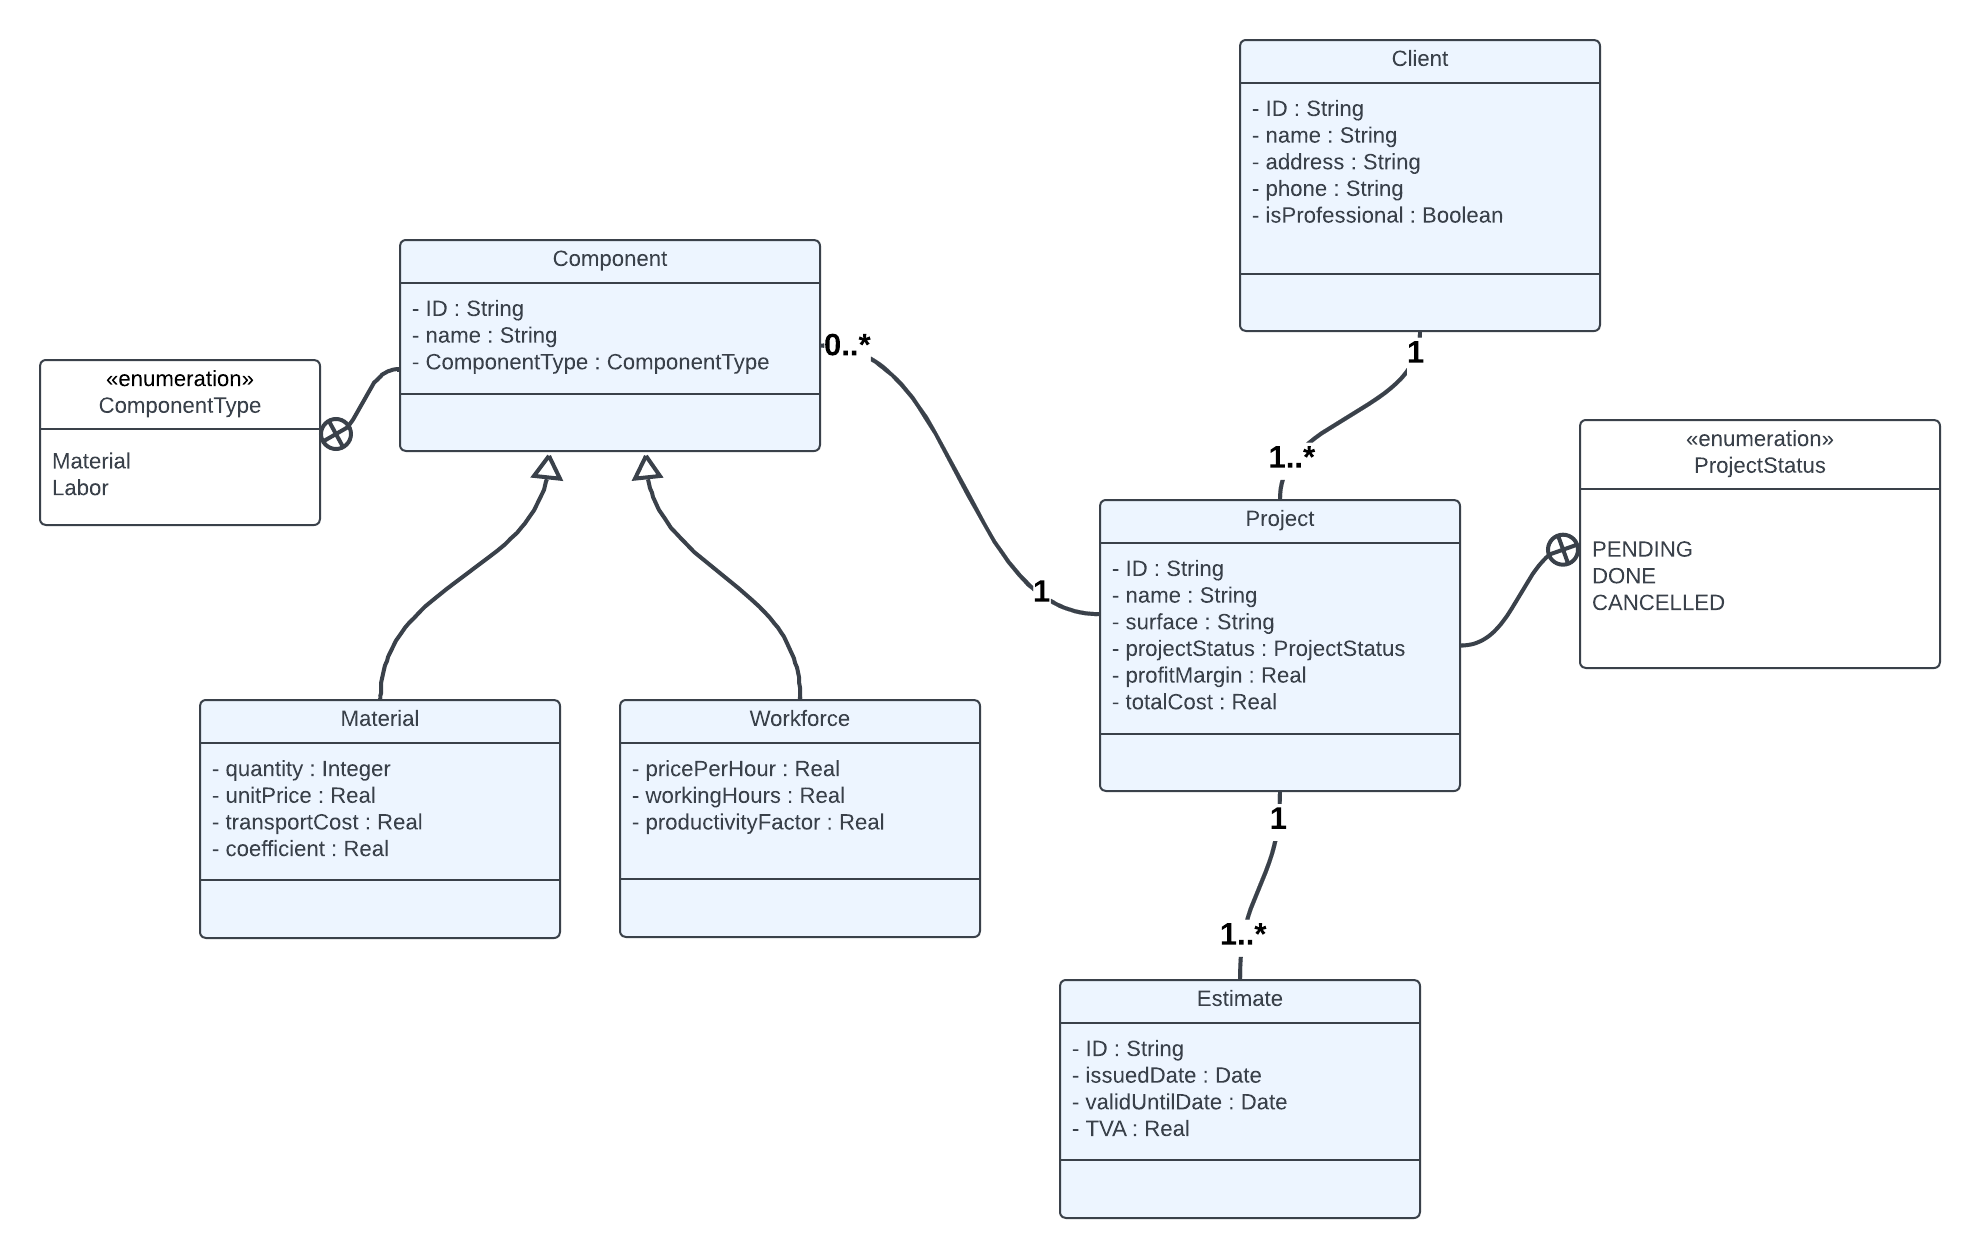 Client
- ID : String
- name : String
- address : String
- phone : String
- isProfessional : Boolean
Component
- ID : String
- name : String
- ComponentType : ComponentType
0..*
1
«enumeration»
ComponentType
Material
Labor
1
1..*
«enumeration»
ProjectStatus
PENDING
DONE
CANCELLED
Project
- ID : String
- name : String
- surface : String
- projectStatus : ProjectStatus
- profitMargin : Real
- totalCost : Real
Material
- quantity : Integer
- unitPrice : Real
- transportCost : Real
- coefficient : Real
Workforce
- pricePerHour : Real
- workingHours : Real
- productivityFactor : Real
1
1..*
Estimate
- ID : String
- issuedDate : Date
- validUntilDate : Date
- TVA : Real